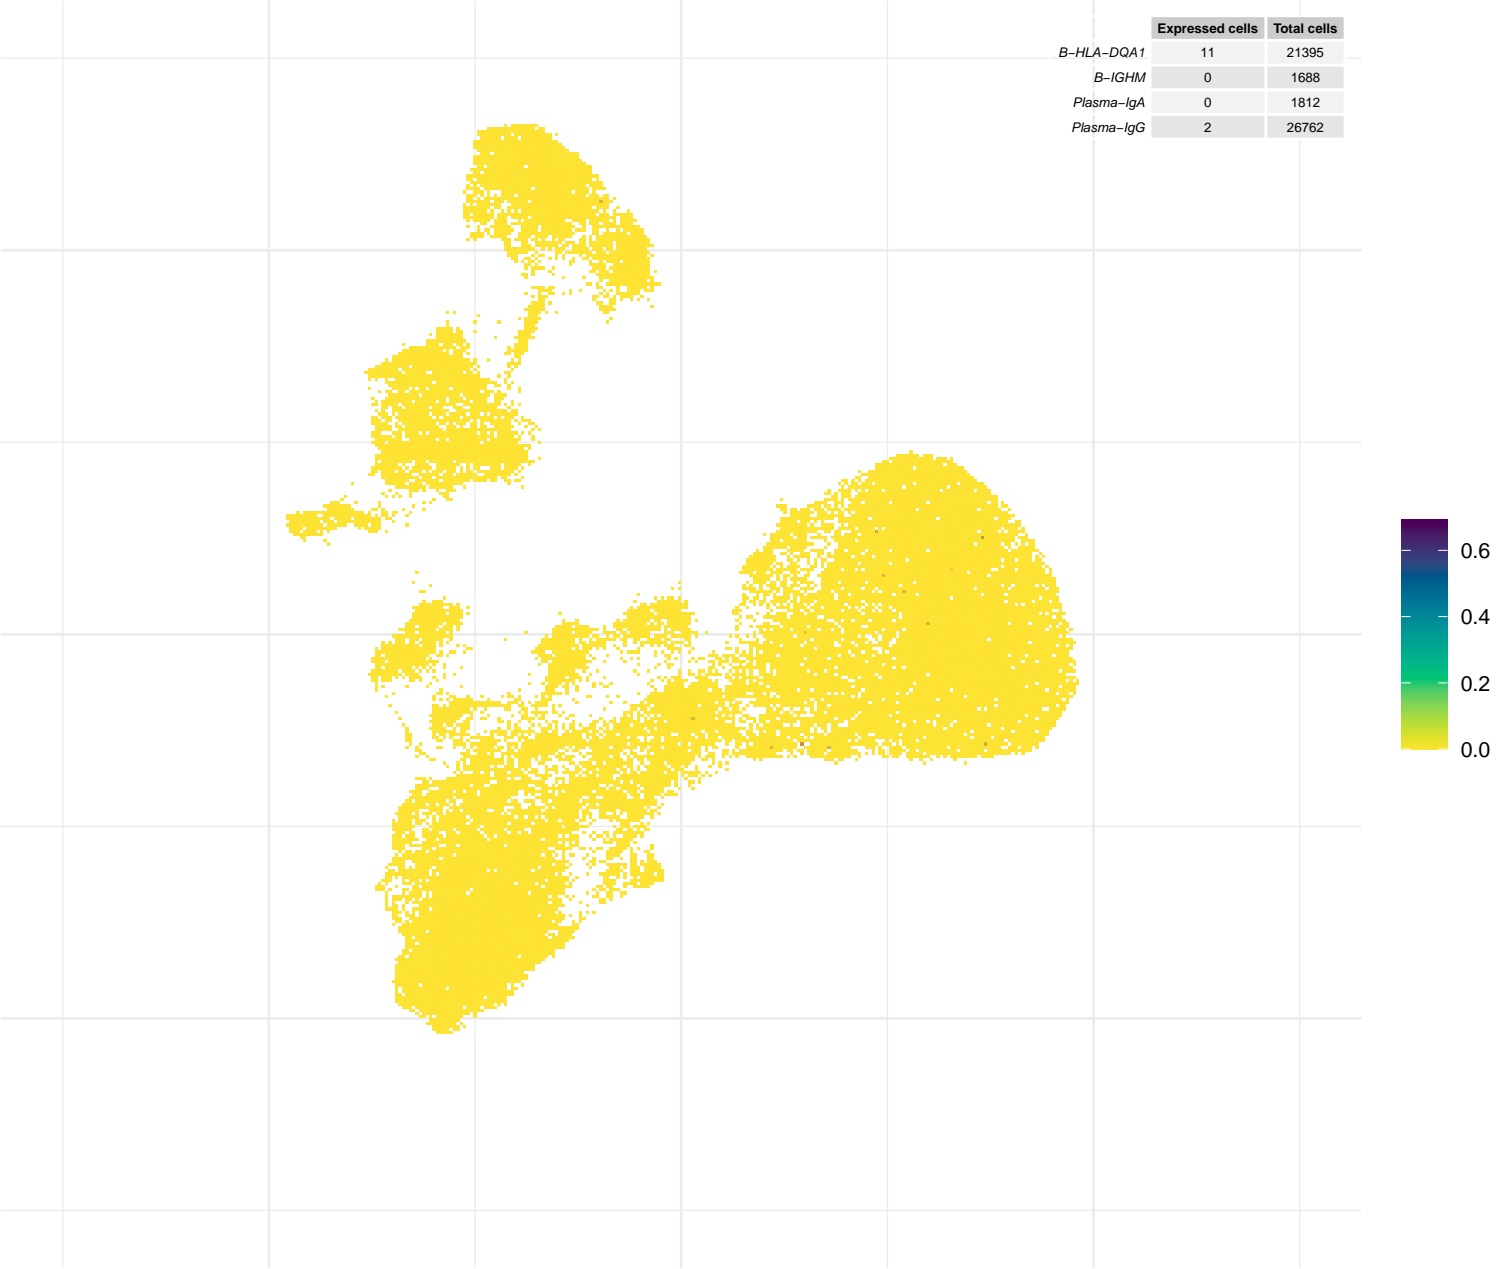 Expressed cells Total cells
B−HLA−DQA1 11 21395
B−IGHM 0 1688
Plasma−IgA 0 1812
Plasma−IgG 2 26762
0.6
0.4
0.2
0.0